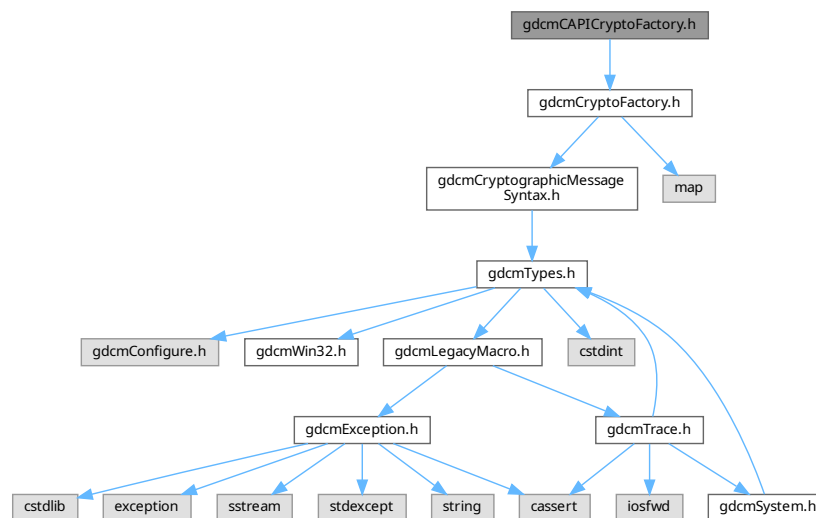 gdcmCAPICryptoFactory.h
gdcmCryptoFactory.h
gdcmCryptographicMessage
Syntax.h
map
gdcmTypes.h
gdcmConfigure.h
gdcmWin32.h
gdcmLegacyMacro.h
cstdint
gdcmException.h
gdcmTrace.h
cstdlib
exception
sstream
stdexcept
string
cassert
iosfwd
gdcmSystem.h